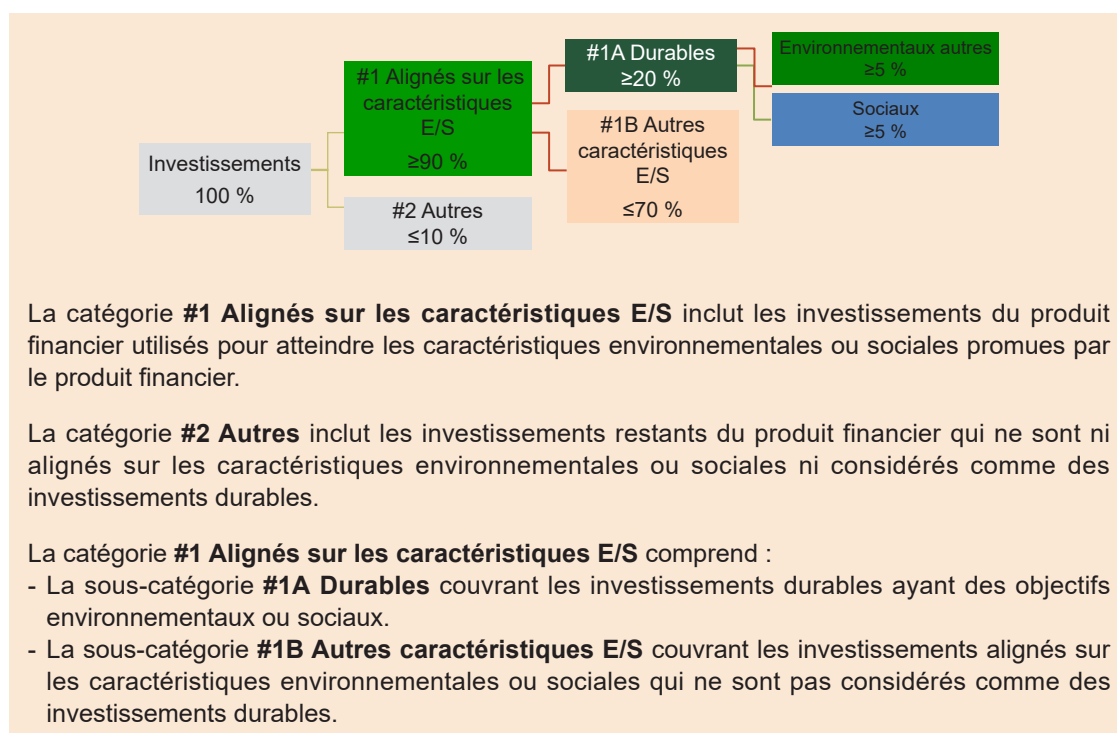 Investissements
100 %
#1 Alignés sur les
caractéristiques
E/S
≥90 %
#2 Autres
≤10 %
#1A Durables
≥20 %
#1B Autres
caractéristiques
E/S
≤70 %
Environnementaux autres
≥5 %
Sociaux
≥5 %
La catégorie #1 Alignés sur les caractéristiques E/S inclut les investissements du produit
financier utilisés pour atteindre les caractéristiques environnementales ou sociales promues par
le produit financier.
La catégorie #2 Autres inclut les investissements restants du produit financier qui ne sont ni
alignés sur les caractéristiques environnementales ou sociales ni considérés comme des
investissements durables.
La catégorie #1 Alignés sur les caractéristiques E/S comprend :
- La sous-catégorie #1A Durables couvrant les investissements durables ayant des objectifs
environnementaux ou sociaux.
- La sous-catégorie #1B Autres caractéristiques E/S couvrant les investissements alignés sur
les caractéristiques environnementales ou sociales qui ne sont pas considérés comme des
investissements durables.